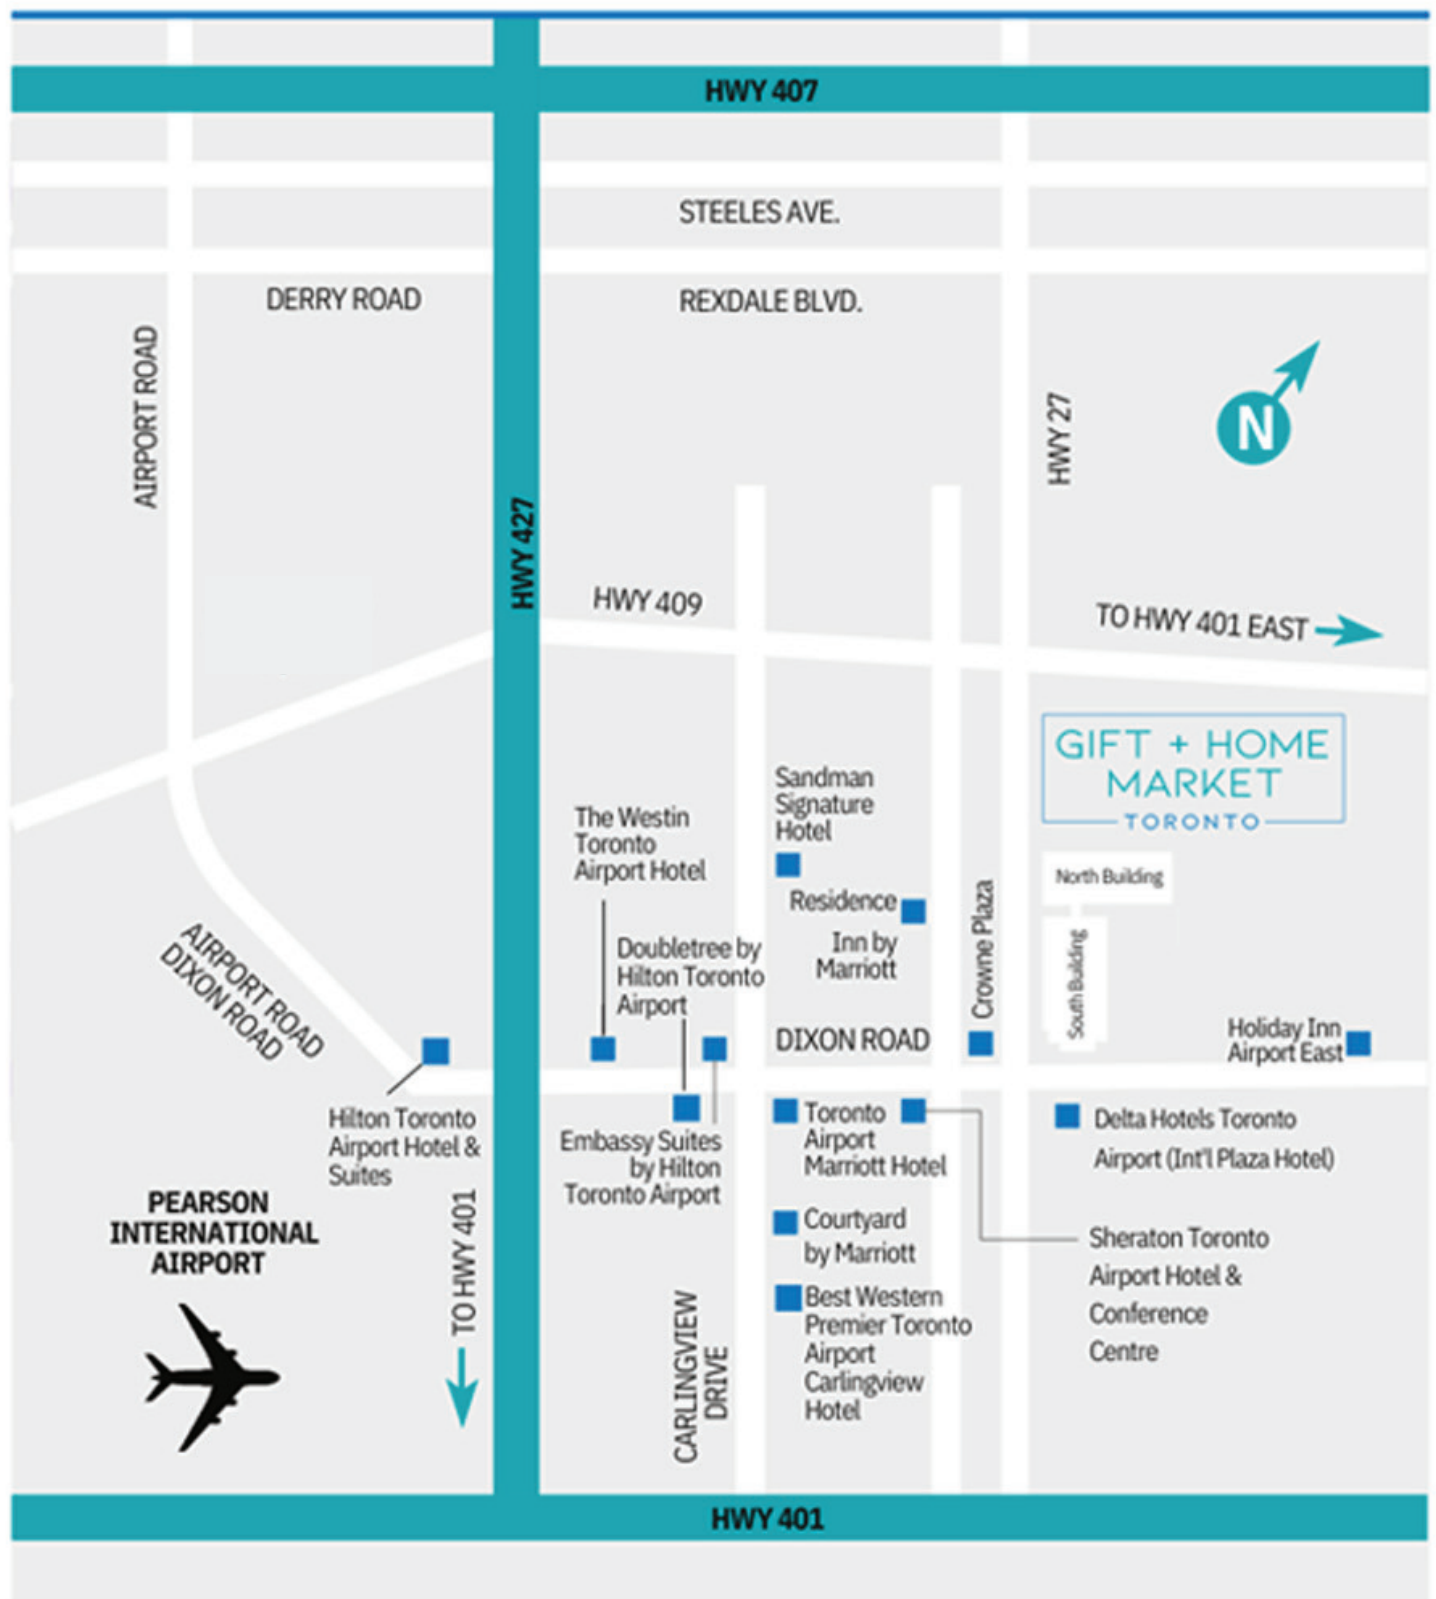 HWY 407
STEELES AVE.
DERRY ROAD
REXDALE BLVD.
AIRPORT ROAD
HWY 27
N
HWY 427
HWY 409
TO HWY 401 EAST
GIFT + HOME
MARKET
TORONTO
Sandman
Signature
Hotel
The Westin
Toronto
Airport Hotel
North Building
Residence
Inn by
Marriott
Crowne Plaza
South Building
Doubletree by
Hilton Toronto
Airport
AIRPORT ROAD
DIXON ROAD
DIXON ROAD
Holiday Inn
Airport East
Hilton Toronto
Airport Hotel &
Suites
Embassy Suites
by Hilton
Toronto Airport
Toronto
Airport
Marriott Hotel
Delta Hotels Toronto
Airport (Int'l Plaza Hotel)
PEARSON
INTERNATIONAL
AIRPORT
TO HWY 401
Courtyard
by Marriott
Sheraton Toronto
Airport Hotel &
Conference
Centre
Best Western
Premier Toronto
Airport
Carlingview
Hotel
CARLINGVIEW
DRIVE
HWY 401